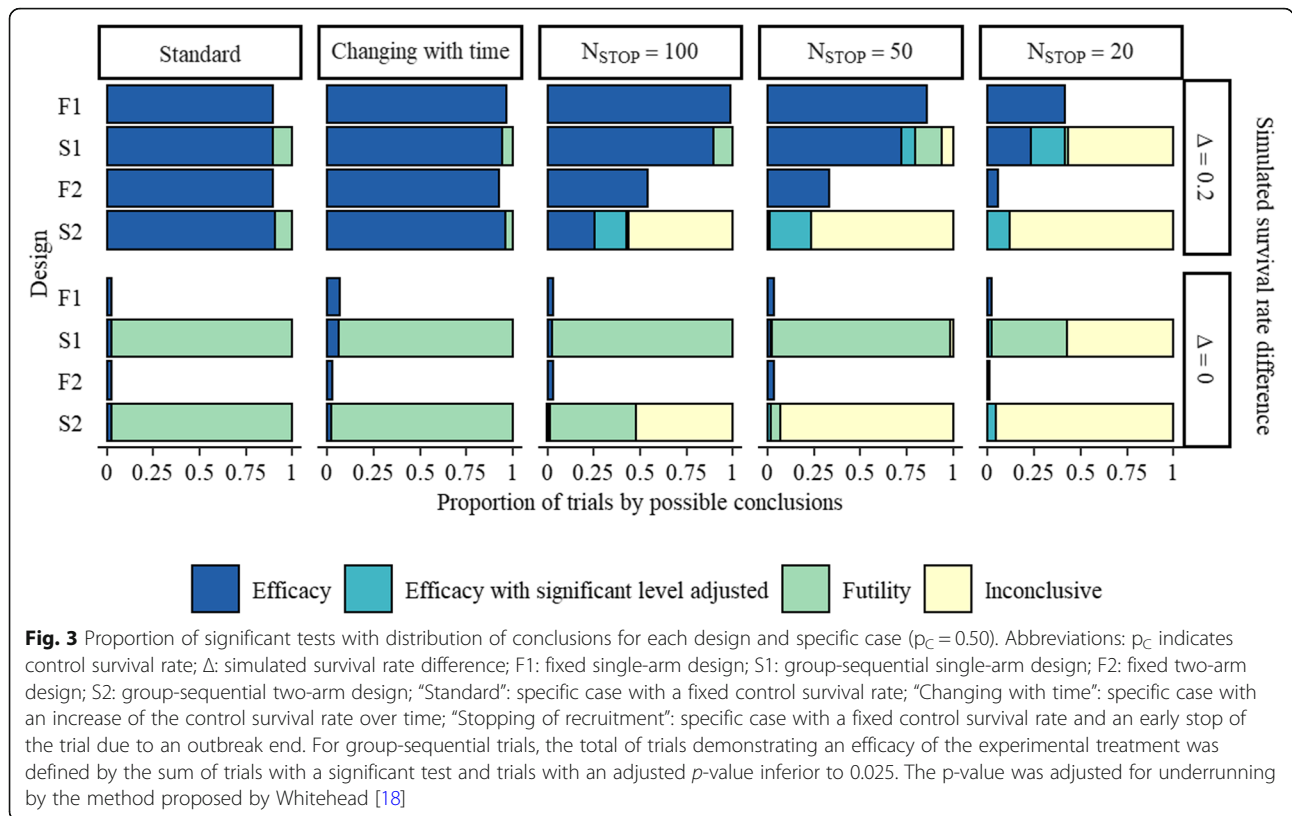 Standard
Changing with time
N_STOP = 100
N_STOP = 50
N_STOP = 20
Design
F1
S1
F2
S2
F1
S1
F2
S2
Δ = 0.2
Δ = 0
Simulated survival rate difference
0 0.25 0.5 0.75 1
0 0.25 0.5 0.75 1
0 0.25 0.5 0.75 1
0 0.25 0.5 0.75 1
0 0.25 0.5 0.75 1
Proportion of trials by possible conclusions
Efficacy
Efficacy with significant level adjusted
Futility
Inconclusive
Fig. 3 Proportion of significant tests with distribution of conclusions for each design and specific case (p_C = 0.50). Abbreviations: p_C indicates
control survival rate; Δ: simulated survival rate difference; F1: fixed single-arm design; S1: group-sequential single-arm design; F2: fixed two-arm
design; S2: group-sequential two-arm design; “Standard”: specific case with a fixed control survival rate; “Changing with time”: specific case with
an increase of the control survival rate over time; “Stopping of recruitment”: specific case with a fixed control survival rate and an early stop of
the trial due to an outbreak end. For group-sequential trials, the total of trials demonstrating an efficacy of the experimental treatment was
defined by the sum of trials with a significant test and trials with an adjusted p-value inferior to 0.025. The p-value was adjusted for underrunning
by the method proposed by Whitehead [18]